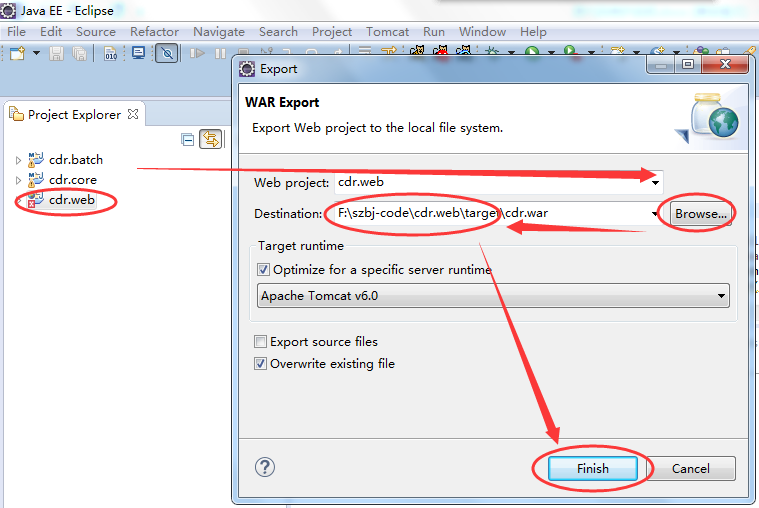 Java EE - Eclipse
File Edit Source Refactor Navigate Search Project Tomcat Run Window Help
010
Export
Project Explorer
WAR Export
Export Web project to the local file system.
cdr.batch
cdr.core
cdr.web
Web project: cdr.web
Destination: F:\szbj-code\cdr.web\target\cdr.war Browse...
Target runtime
Optimize for a specific server runtime
Apache Tomcat v6.0
Export source files
Overwrite existing file
Finish Cancel